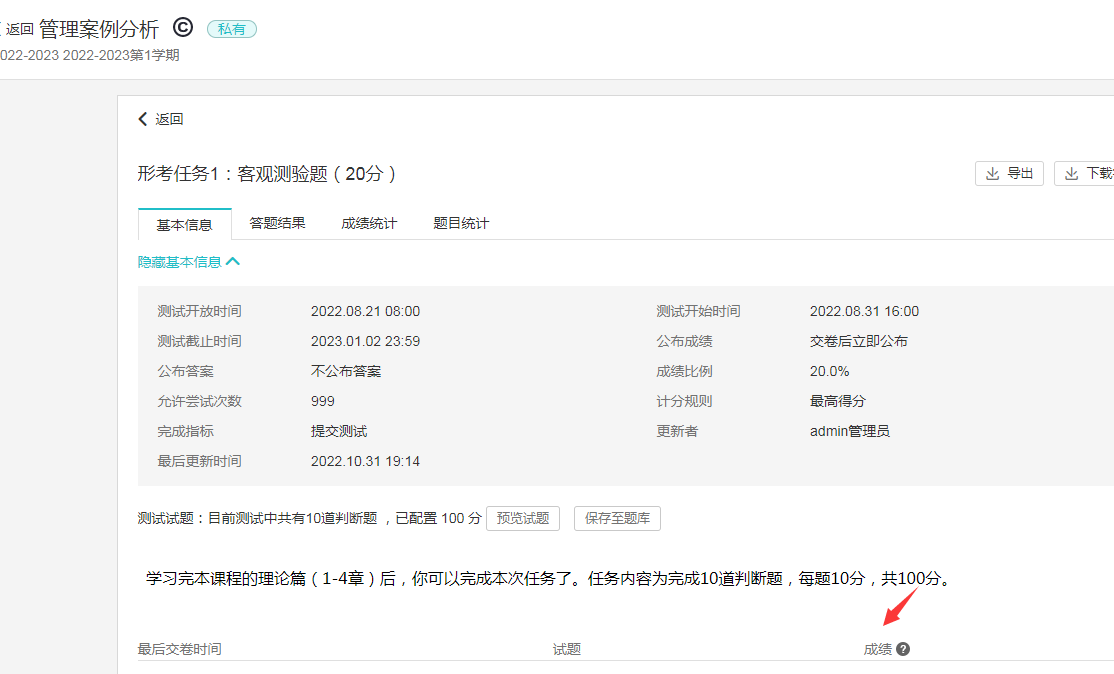 返回 管理案例分析 © 私有
022-2023 2022-2023第1学期
返回
形考任务1：客观测验题（20分）
导出 下载
基本信息 答题结果 成绩统计 题目统计
隐藏基本信息
测试开放时间 2022.08.21 08:00 测试开始时间 2022.08.31 16:00
测试截止时间 2023.01.02 23:59 公布成绩 交卷后立即公布
公布答案 不公布答案 成绩比例 20.0%
允许尝试次数 999 计分规则 最高得分
完成指标 提交测试 更新者 admin管理员
最后更新时间 2022.10.31 19:14
测试试题：目前测试中共有10道判断题 ，已配置 100 分 预览试题 保存至题库
学习完本课程的理论篇（1-4章）后，你可以完成本次任务了。任务内容为完成10道判断题，每题10分，共100分。
最后交卷时间 试题 成绩 ?